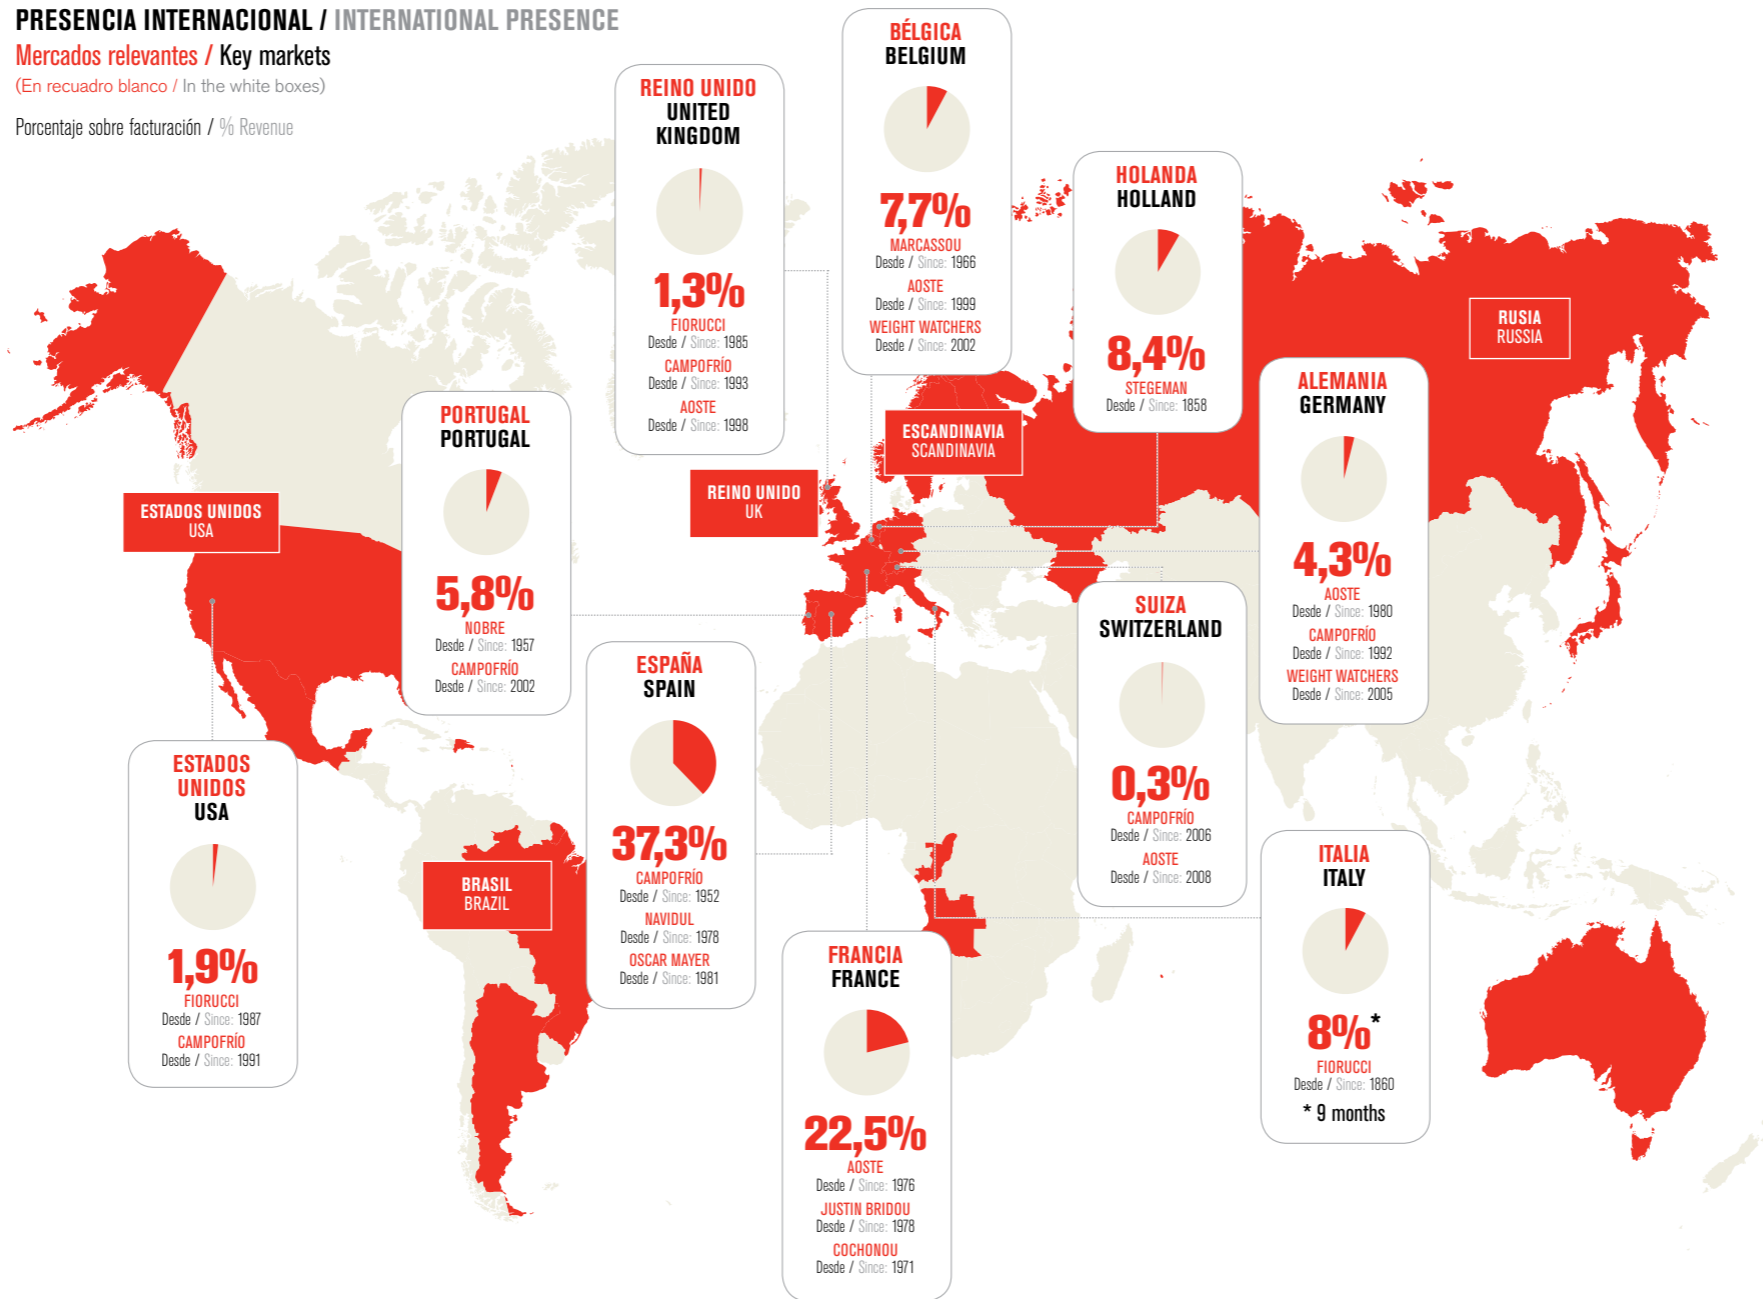 PRESENCIA INTERNACIONAL / INTERNATIONAL PRESENCE
Mercados relevantes / Key markets
(En recuadro blanco / In the white boxes)
Porcentaje sobre facturación / % Revenue
REINO UNIDO
UNITED
KINGDOM
1,3%
FIORUCCI
Desde / Since: 1985
CAMPOFRÍO
Desde / Since: 1993
AOSTE
Desde / Since: 1998
BÉLGICA
BELGIUM
7,7%
MARCASSOU
Desde / Since: 1966
AOSTE
Desde / Since: 1999
WEIGHT WATCHERS
Desde / Since: 2002
HOLANDA
HOLLAND
8,4%
STEGEMAN
Desde / Since: 1858
RUSIA
RUSSIA
ALEMANIA
GERMANY
4,3%
AOSTE
Desde / Since: 1980
CAMPOFRÍO
Desde / Since: 1992
WEIGHT WATCHERS
Desde / Since: 2005
PORTUGAL
PORTUGAL
5,8%
NOBRE
Desde / Since: 1957
CAMPOFRÍO
Desde / Since: 2002
ESCANDINAVIA
SCANDINAVIA
REINO UNIDO
UK
ESTADOS UNIDOS
USA
SUIZA
SWITZERLAND
0,3%
CAMPOFRÍO
Desde / Since: 2006
AOSTE
Desde / Since: 2008
ESPAÑA
SPAIN
37,3%
CAMPOFRÍO
Desde / Since: 1952
NAVIDUL
Desde / Since: 1978
OSCAR MAYER
Desde / Since: 1981
ESTADOS
UNIDOS
USA
1,9%
FIORUCCI
Desde / Since: 1987
CAMPOFRÍO
Desde / Since: 1991
BRASIL
BRAZIL
ITALIA
ITALY
8%*
FIORUCCI
Desde / Since: 1860
* 9 months
FRANCIA
FRANCE
22,5%
AOSTE
Desde / Since: 1976
JUSTIN BRIDOU
Desde / Since: 1978
COCHONOU
Desde / Since: 1971